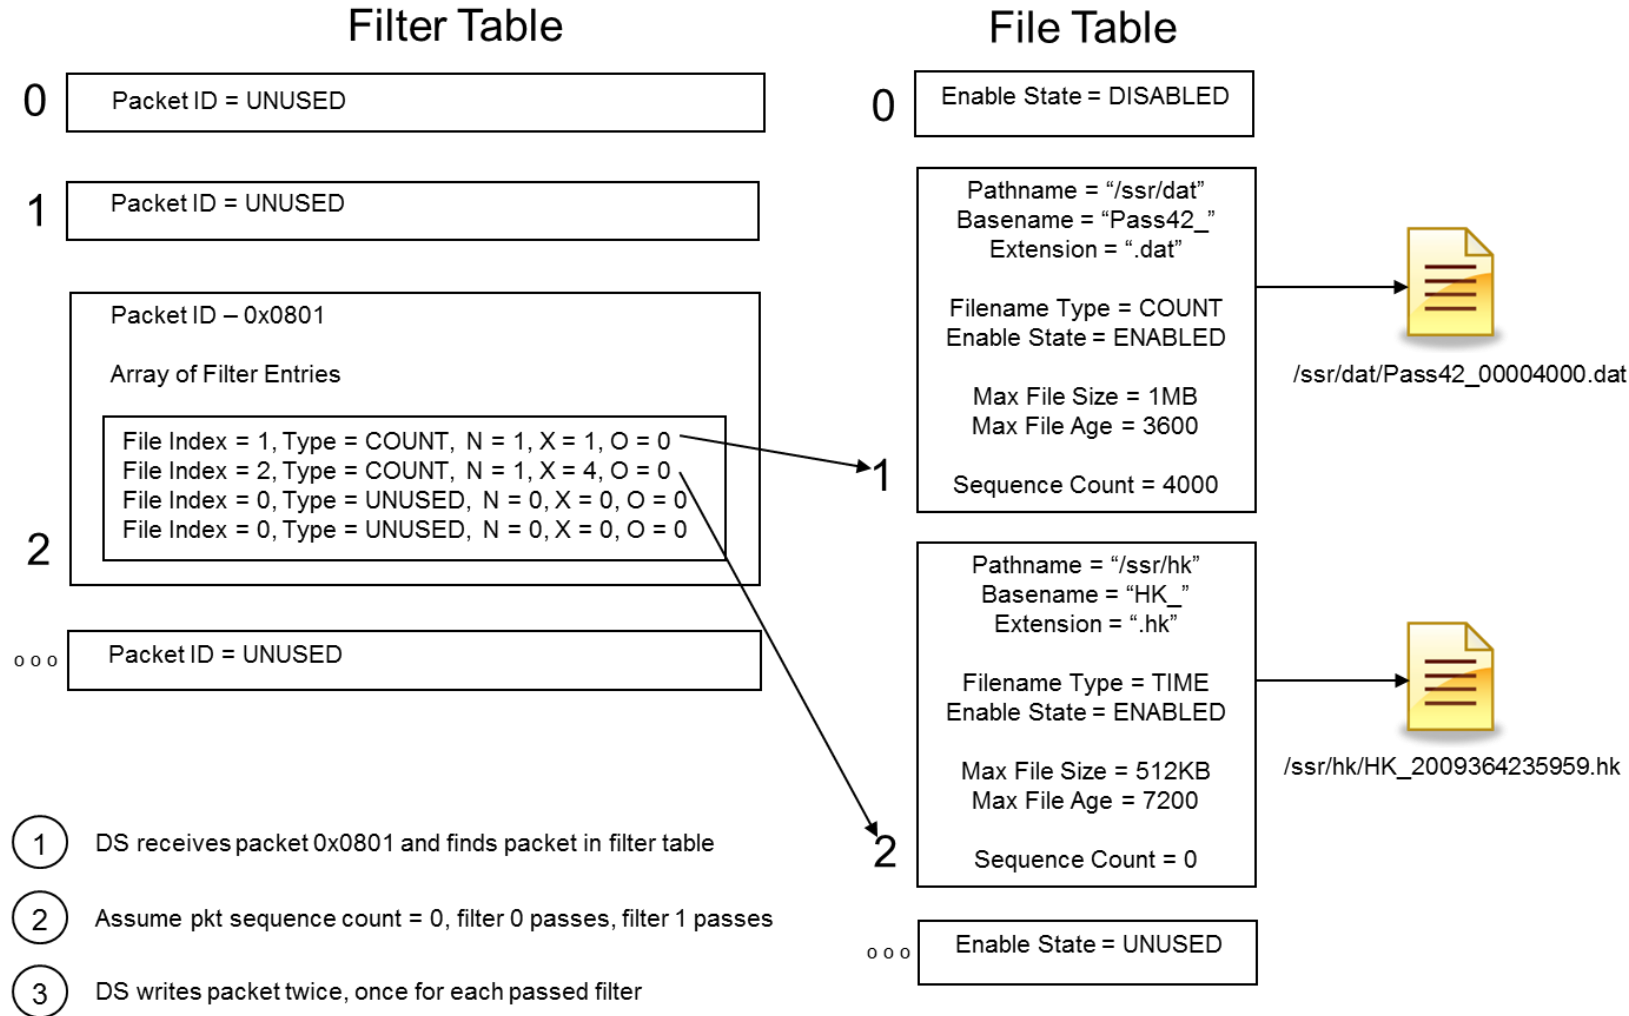 Filter Table
0
Packet ID = UNUSED
1
Packet ID = UNUSED
2
Packet ID – 0x0801
Array of Filter Entries
File Index = 1, Type = COUNT, N = 1, X = 1, O = 0
File Index = 2, Type = COUNT, N = 1, X = 4, O = 0
File Index = 0, Type = UNUSED, N = 0, X = 0, O = 0
File Index = 0, Type = UNUSED, N = 0, X = 0, O = 0
o o o
Packet ID = UNUSED
File Table
0
Enable State = DISABLED
1
Pathname = “/ssr/dat”
Basename = “Pass42_”
Extension = “.dat”
Filename Type = COUNT
Enable State = ENABLED
Max File Size = 1MB
Max File Age = 3600
Sequence Count = 4000
/ssr/dat/Pass42_00004000.dat
2
Pathname = “/ssr/hk”
Basename = “HK_”
Extension = “.hk”
Filename Type = TIME
Enable State = ENABLED
Max File Size = 512KB
Max File Age = 7200
Sequence Count = 0
/ssr/hk/HK_2009364235959.hk
o o o
Enable State = UNUSED
1 DS receives packet 0x0801 and finds packet in filter table
2 Assume pkt sequence count = 0, filter 0 passes, filter 1 passes
3 DS writes packet twice, once for each passed filter